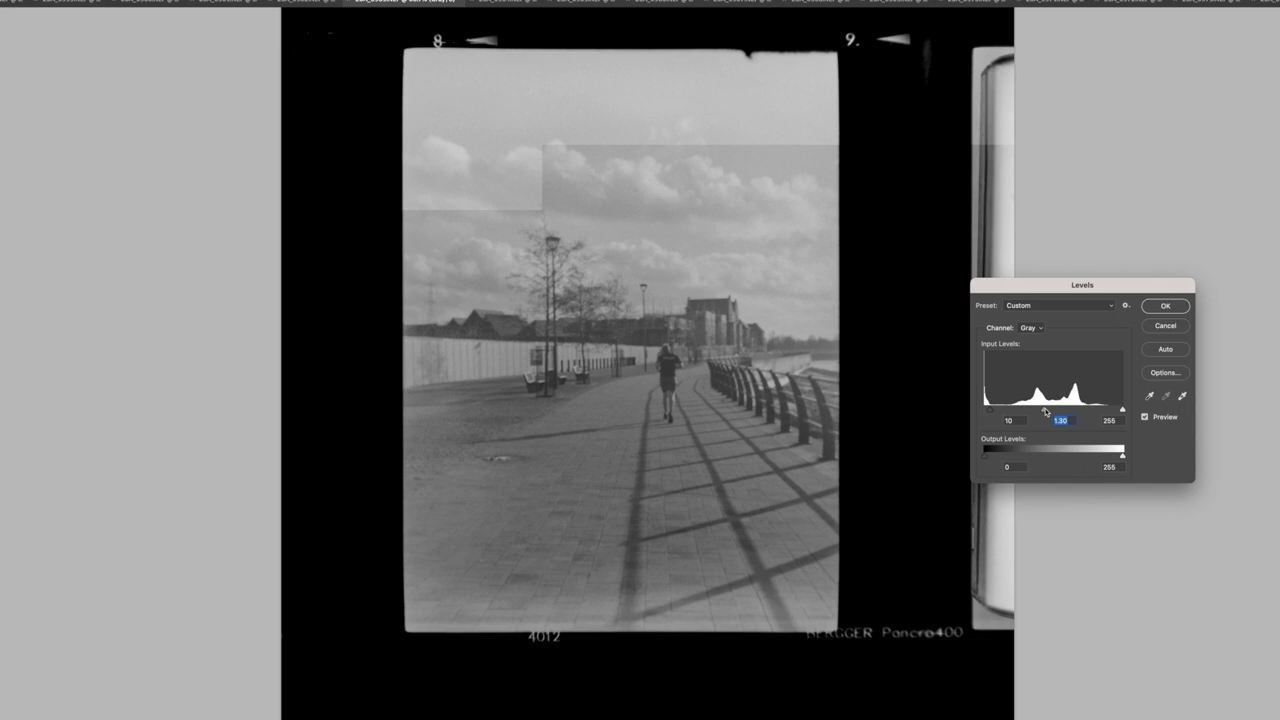 8
9.
Levels
Preset: Custom
OK
Channel: Gray
Cancel
Input Levels:
Auto
Options...
10 1.30 255
Preview
Output Levels:
0 255
4012
BERGGER Pancro400